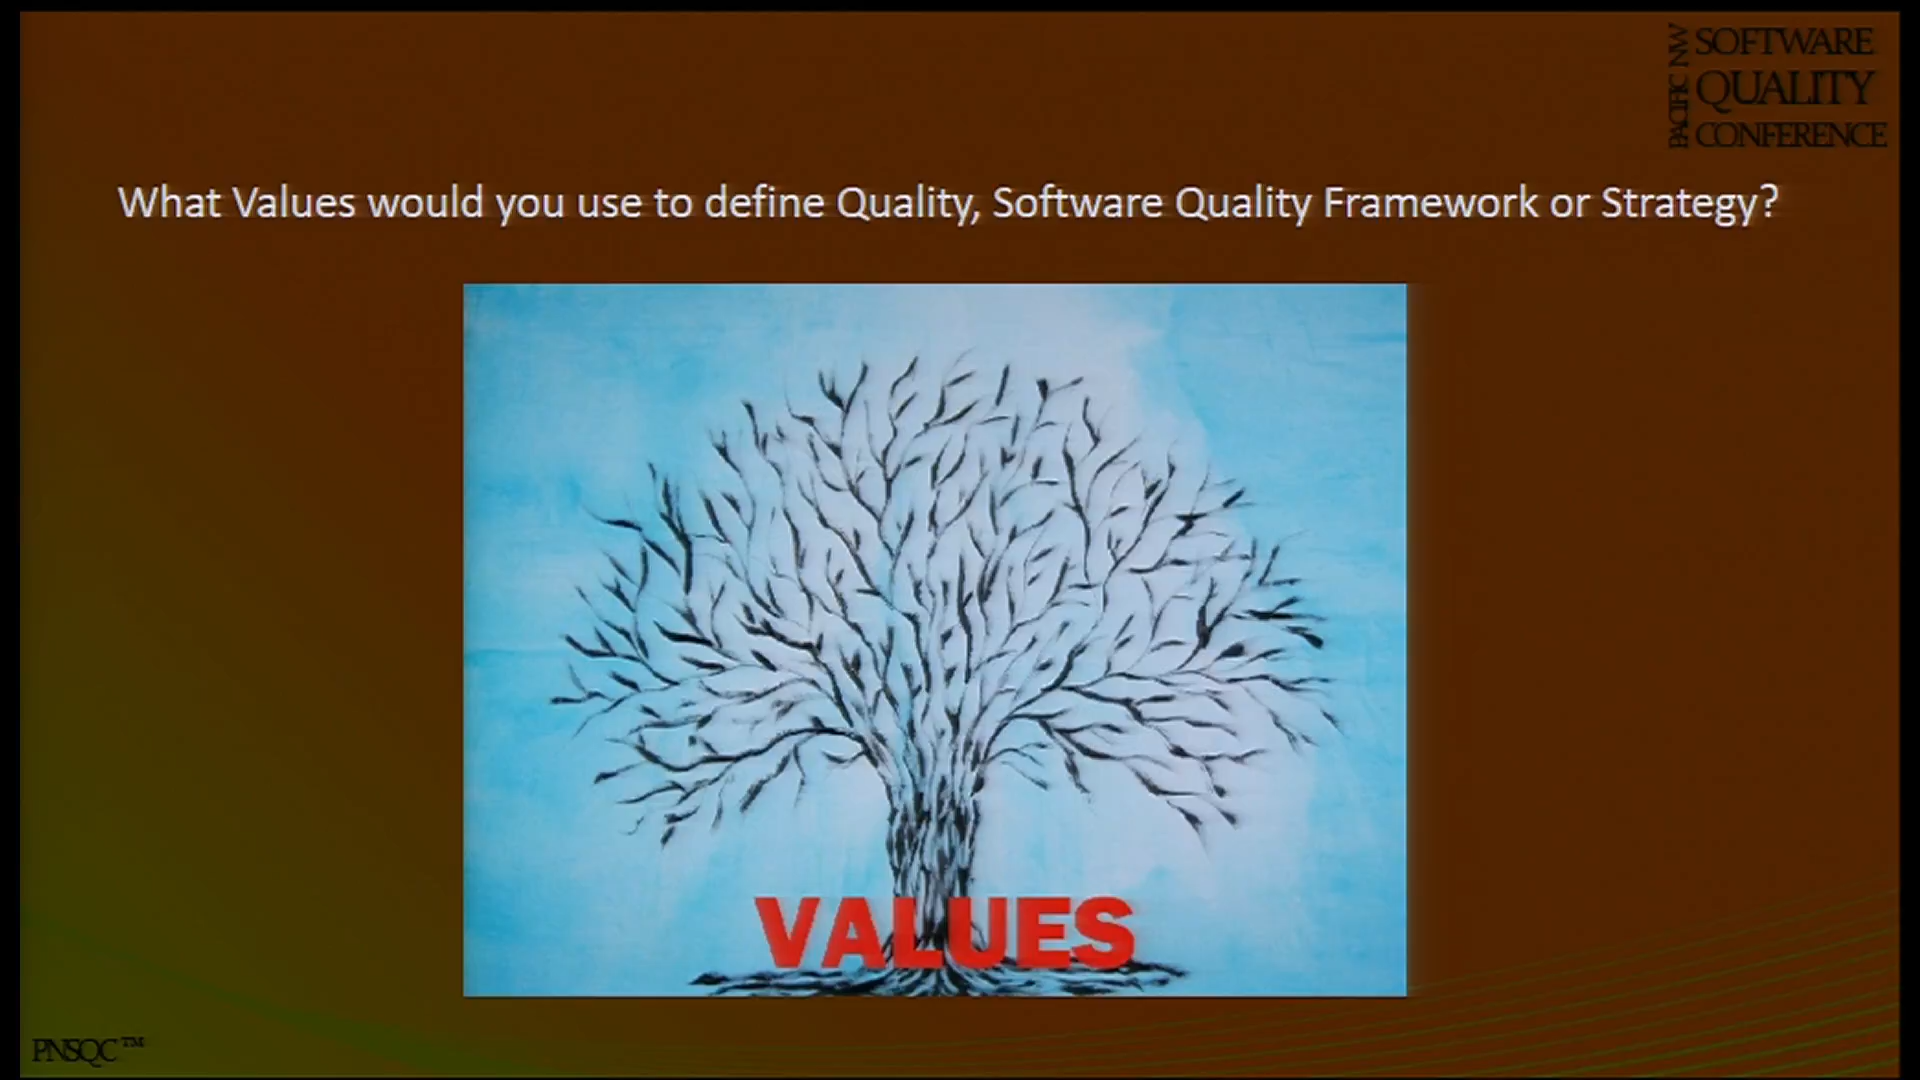 PACIFIC NW
SOFTWARE
QUALITY
CONFERENCE
What Values would you use to define Quality, Software Quality Framework or Strategy?
VALUES
PNSQC™